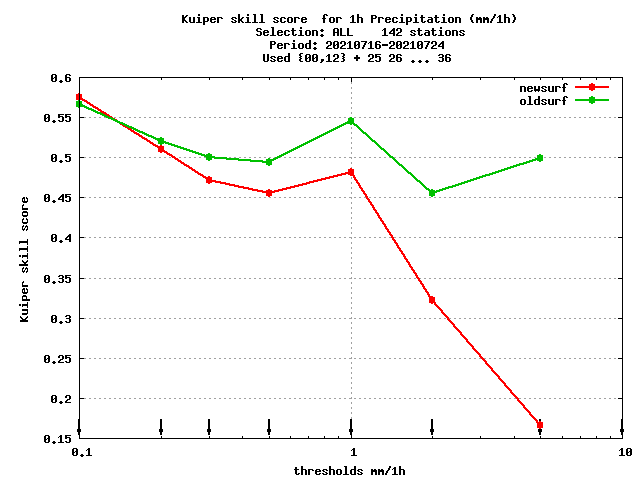 Kuiper skill score  for 1h Precipitation (mm/1h)
Selection: ALL    142 stations
Period: 20210716-20210724
Used {00,12} + 25 26 ... 36
newsurf
oldsurf
0.6
0.55
0.5
0.45
0.4
0.35
0.3
0.25
0.2
0.15
Kuiper skill score
0.1 1 10
thresholds mm/1h